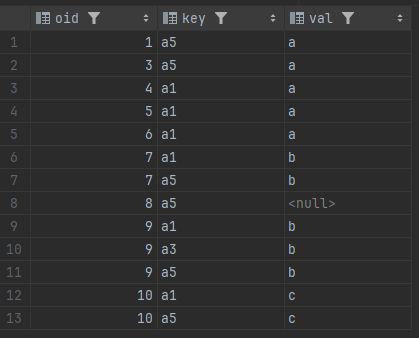 oid key val
1 1 a5 a
2 3 a5 a
3 4 a1 a
4 5 a1 a
5 6 a1 a
6 7 a1 b
7 7 a5 b
8 8 a5 <null>
9 9 a1 b
10 9 a3 b
11 9 a5 b
12 10 a1 c
13 10 a5 c